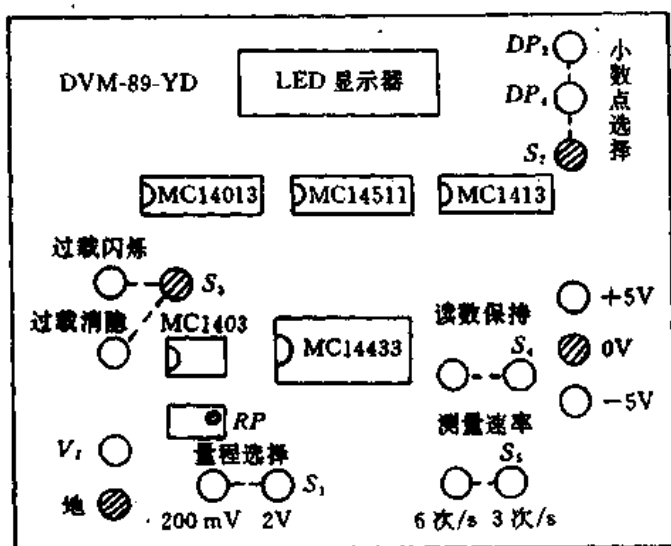 DVM-89-YD
LED 显示器
DP₂
DP₄
S₂
小数点选择
MC14013
MC14511
MC1413
过载闪烁
S₃
过载消隐
MC1403
MC14433
读数保持
S₄
+5V
0V
-5V
RP
V_I
地
量程选择
S₁
200 mV 2V
测量速率
S₅
6 次/s 3 次/s